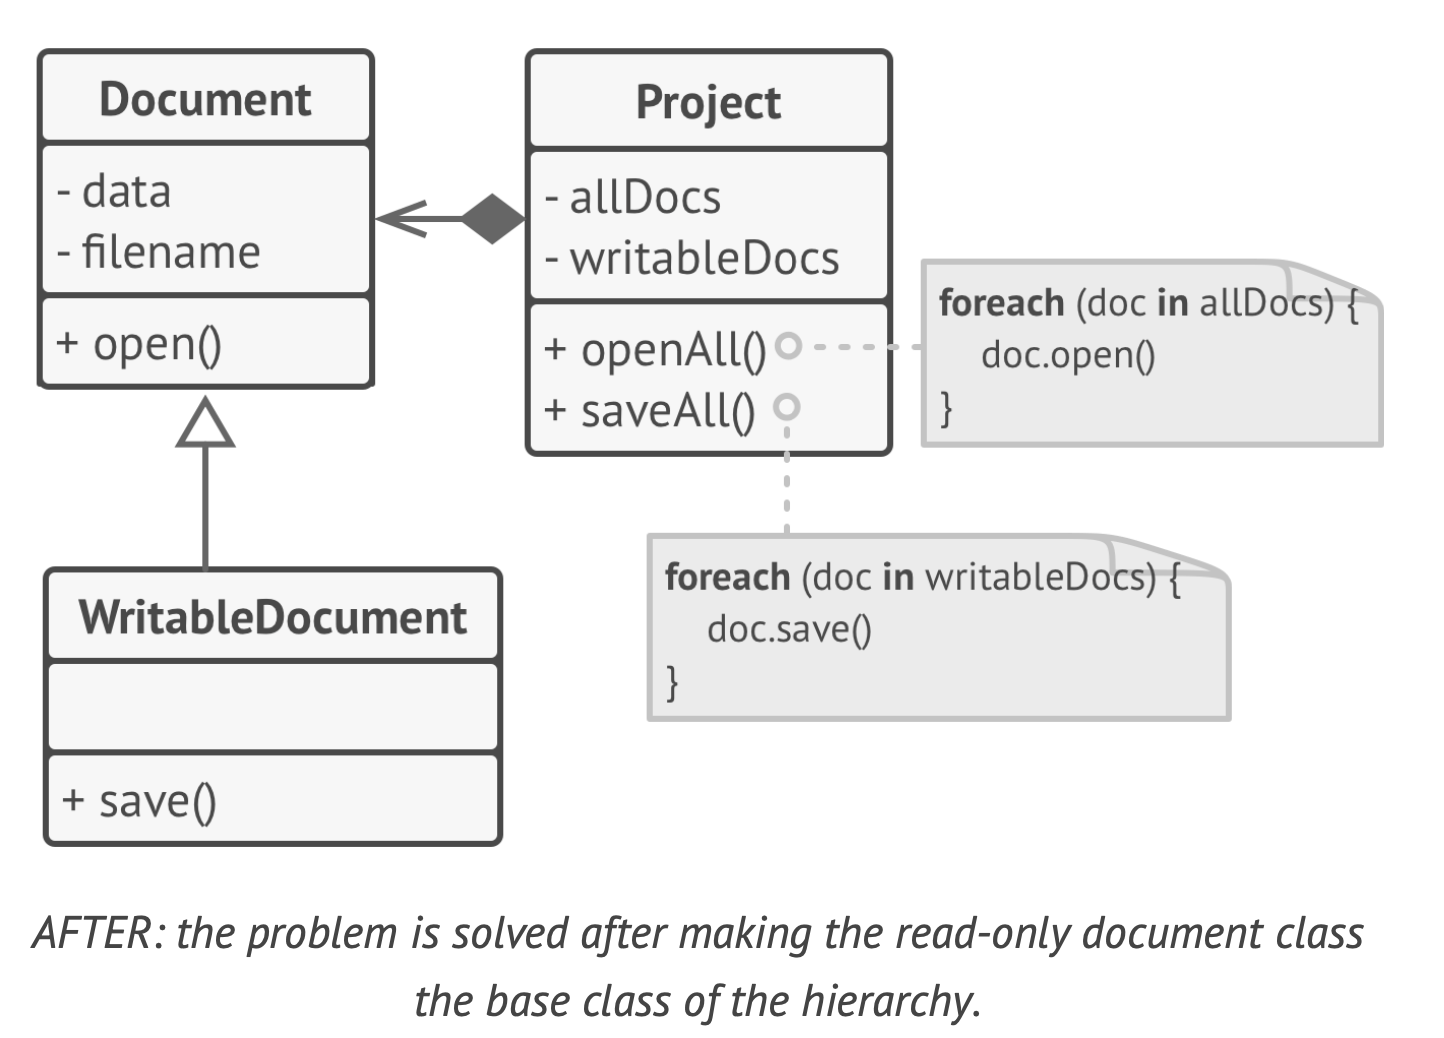 Document
- data
- filename
+ open()
Project
- allDocs
- writableDocs
+ openAll()
+ saveAll()
foreach (doc in allDocs) {
doc.open()
}
foreach (doc in writableDocs) {
doc.save()
}
WritableDocument
+ save()
AFTER: the problem is solved after making the read-only document class
the base class of the hierarchy.